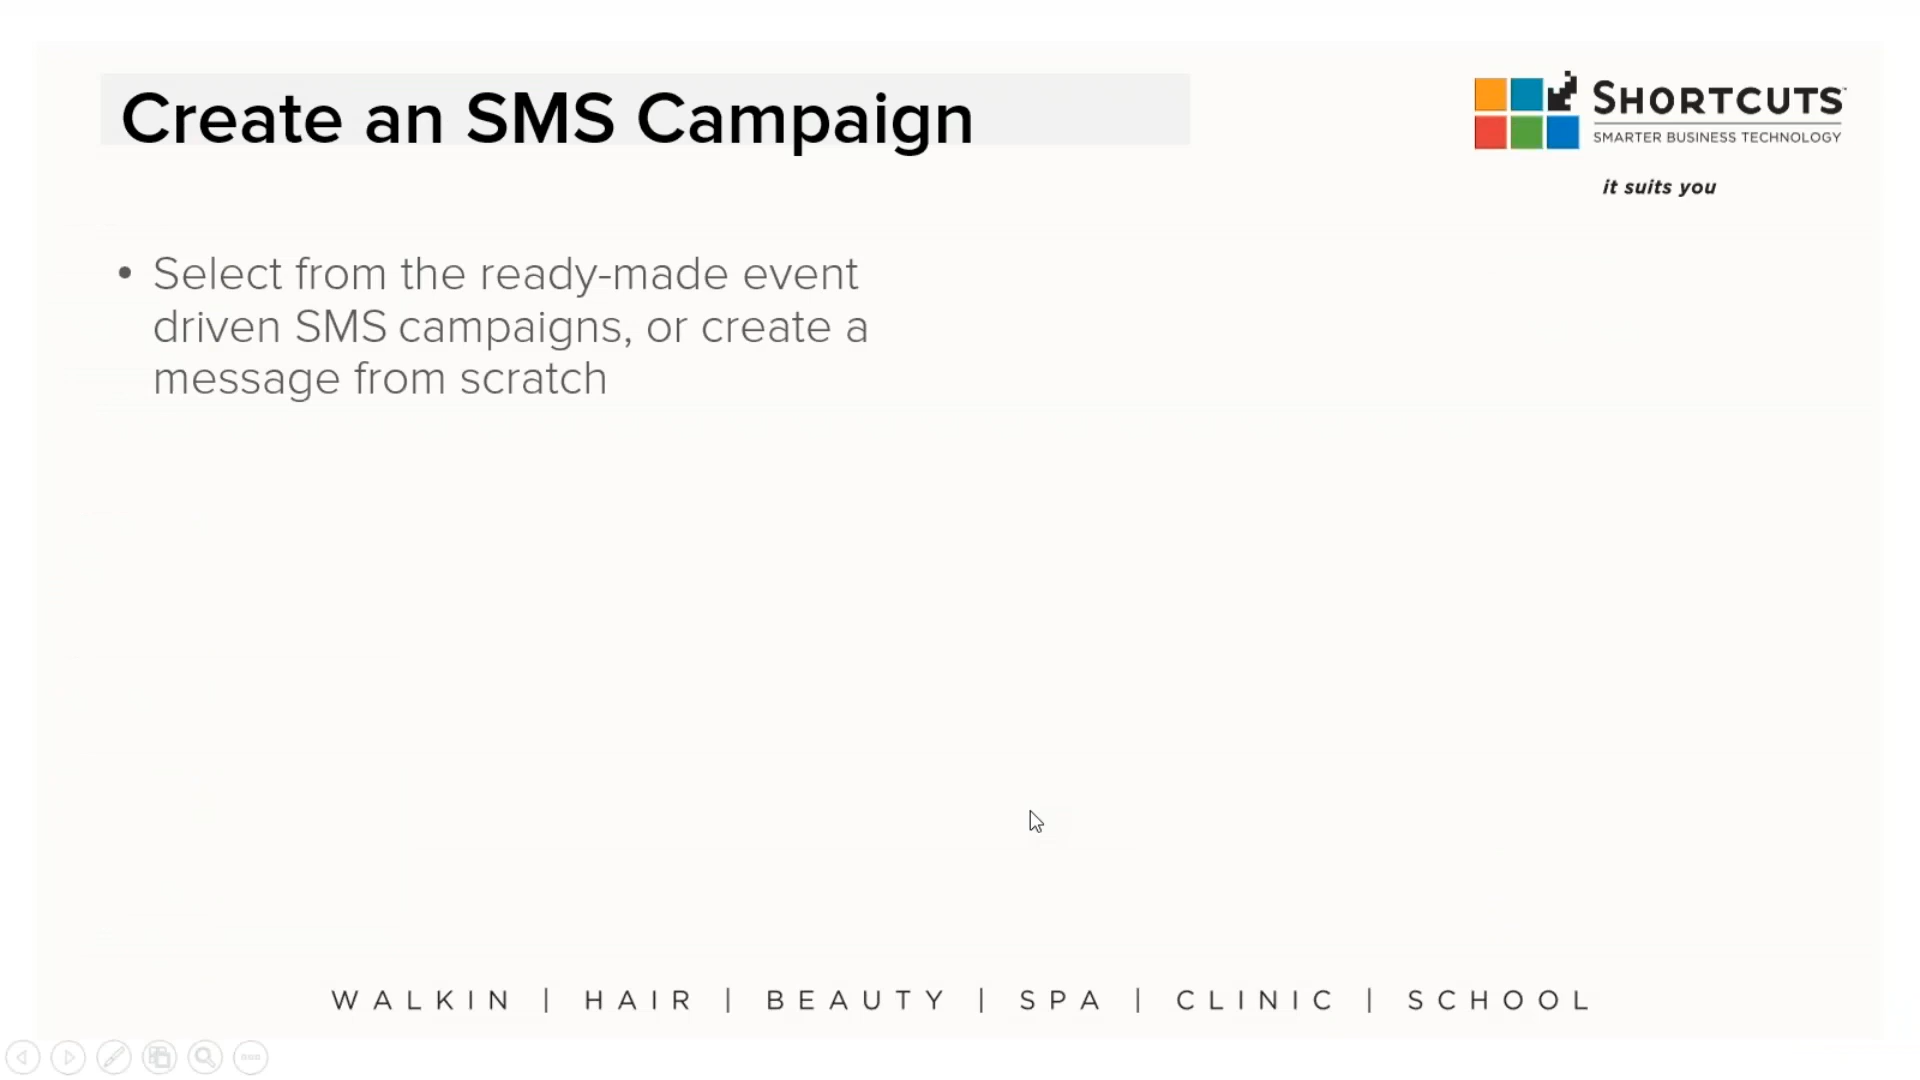 Create an SMS Campaign
SHORTCUTS™
SMARTER BUSINESS TECHNOLOGY
it suits you
• Select from the ready-made event
driven SMS campaigns, or create a
message from scratch
WALKIN | HAIR | BEAUTY | SPA | CLINIC | SCHOOL